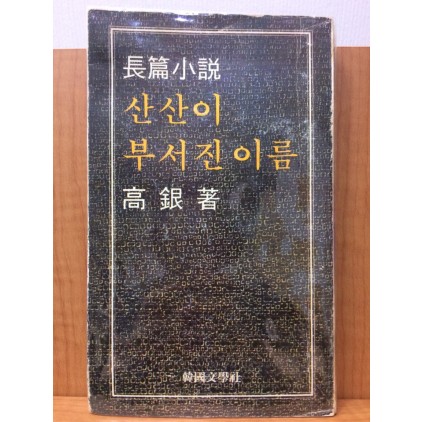 長篇小説
산산이
부서진 이름
高銀著
韓國文學社